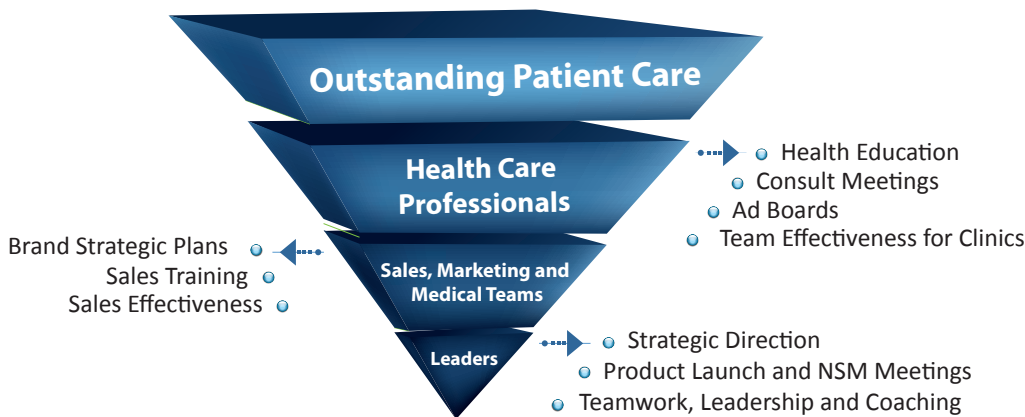 Outstanding Patient Care
Health Care
Professionals
Health Education
Consult Meetings
Ad Boards
Team Effectiveness for Clinics
Brand Strategic Plans
Sales Training
Sales Effectiveness
Sales, Marketing and
Medical Teams
Leaders
Strategic Direction
Product Launch and NSM Meetings
Teamwork, Leadership and Coaching